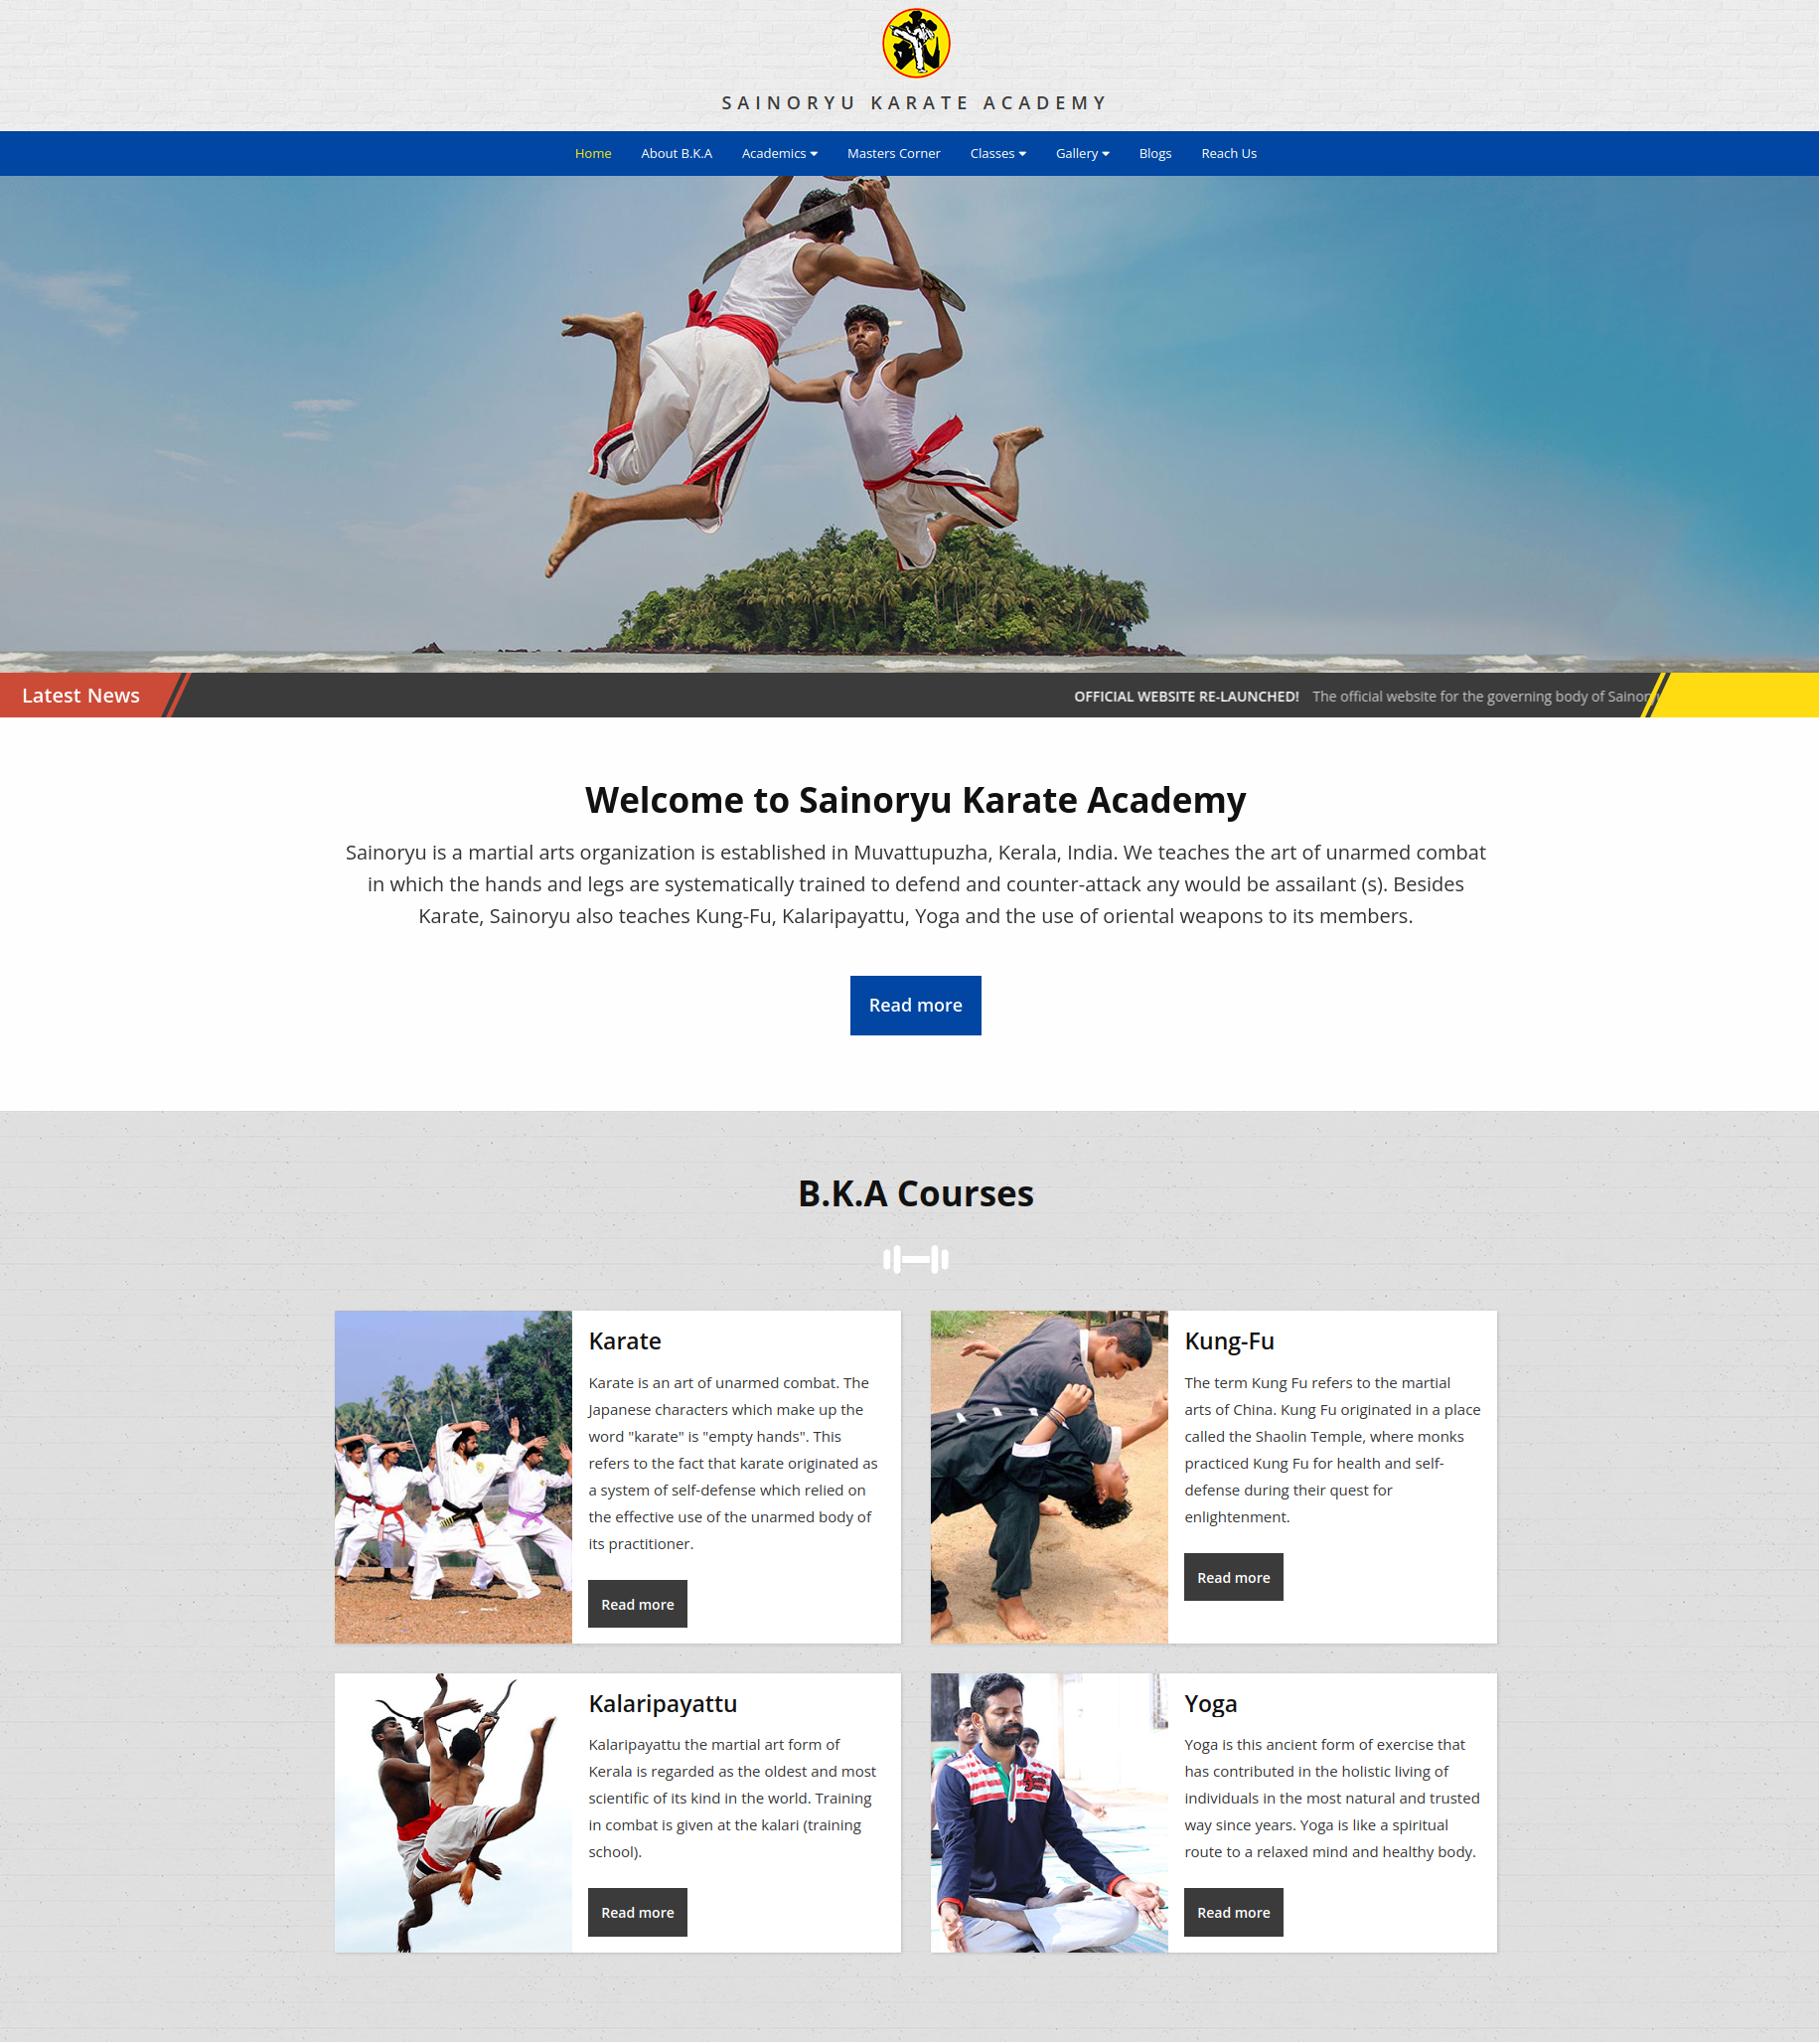 SAINORYU KARATE ACADEMY
Home About B.K.A Academics Masters Corner Classes Gallery Blogs Reach Us
Latest News
OFFICIAL WEBSITE RE-LAUNCHED! The official website for the governing body of Sainory
Welcome to Sainoryu Karate Academy
Sainoryu is a martial arts organization is established in Muvattupuzha, Kerala, India. We teaches the art of unarmed combat
in which the hands and legs are systematically trained to defend and counter-attack any would be assailant (s). Besides
Karate, Sainoryu also teaches Kung-Fu, Kalaripayattu, Yoga and the use of oriental weapons to its members.
Read more
B.K.A Courses
Karate
Karate is an art of unarmed combat. The
Japanese characters which make up the
word "karate" is "empty hands". This
refers to the fact that karate originated as
a system of self-defense which relied on
the effective use of the unarmed body of
its practitioner.
Read more
Kung-Fu
The term Kung Fu refers to the martial
arts of China. Kung Fu originated in a place
called the Shaolin Temple, where monks
practiced Kung Fu for health and self-
defense during their quest for
enlightenment.
Read more
Kalaripayattu
Kalaripayattu the martial art form of
Kerala is regarded as the oldest and most
scientific of its kind in the world. Training
in combat is given at the kalari (training
school).
Read more
Yoga
Yoga is this ancient form of exercise that
has contributed in the holistic living of
individuals in the most natural and trusted
way since years. Yoga is like a spiritual
route to a relaxed mind and healthy body.
Read more